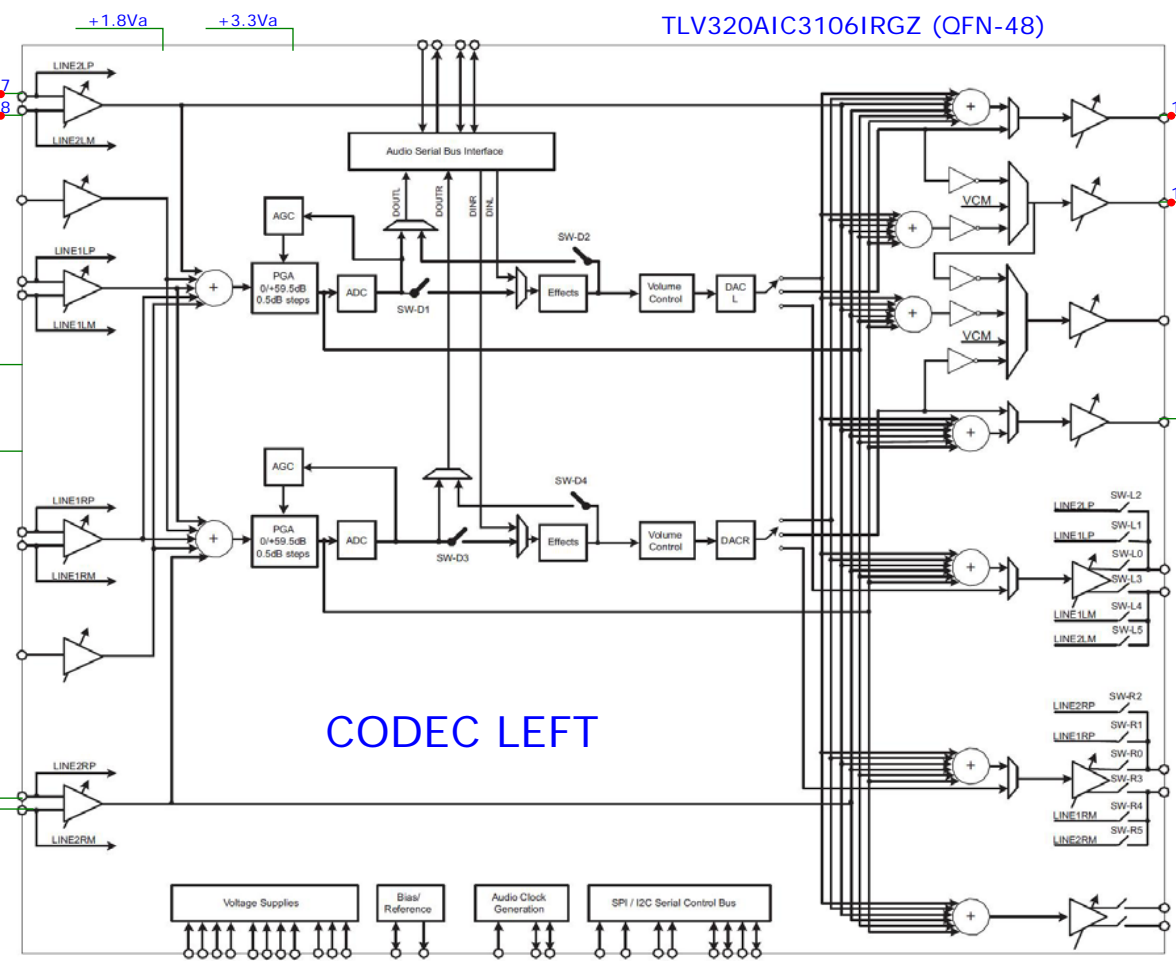 +1.8Va
+3.3Va
TLV320AIC3106IRGZ (QFN-48)
LINE2LP
7
8
LINE2LM
Audio Serial Bus Interface
DOUTL
DOUTR
DINR
DINL
AGC
LINE1LP
LINE1LM
+
PGA
0/+59.5dB
0.5dB steps
ADC
SW-D1
SW-D2
Effects
Volume
Control
DAC
L
+
1
VCM
1
+
+
VCM
+
AGC
LINE1RP
LINE1RM
+
PGA
0/+59.5dB
0.5dB steps
ADC
SW-D3
SW-D4
Effects
Volume
Control
DACR
+
SW-L2
LINE2LP
SW-L1
LINE1LP
SW-L0
SW-L3
SW-L4
LINE1LM
SW-L5
LINE2LM
CODEC LEFT
LINE2RP
LINE2RM
+
SW-R2
LINE2RP
SW-R1
LINE1RP
SW-R0
SW-R3
SW-R4
LINE1RM
SW-R5
LINE2RM
Voltage Supplies
Bias/
Reference
Audio Clock
Generation
SPI / I2C Serial Control Bus
+